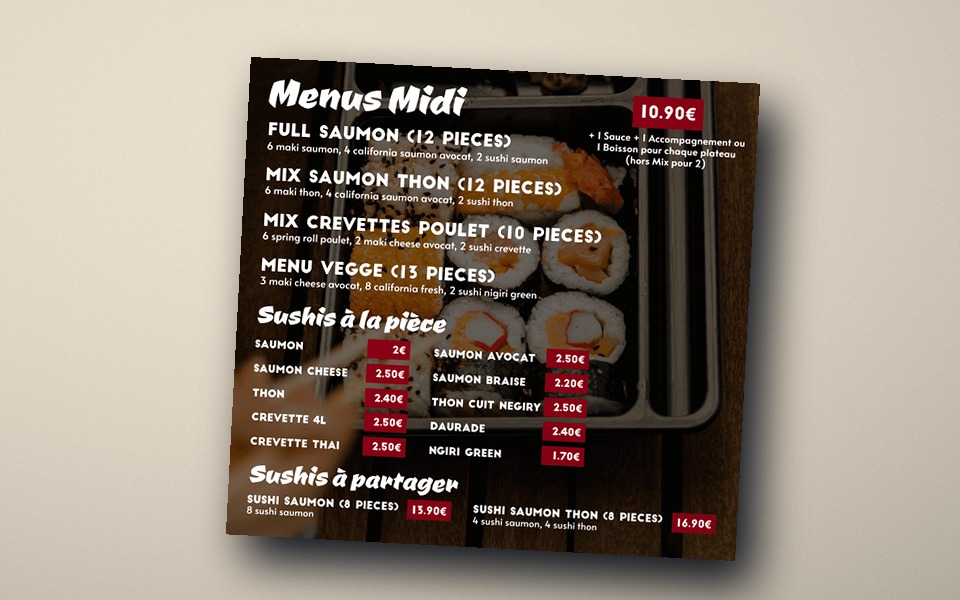 Menus Midi
10.90€
+ 1 Sauce + 1 Accompagnement ou
1 Boisson pour chaque plateau
(hors Mix pour 2)
FULL SAUMON (12 PIECES)
6 maki saumon, 4 california saumon avocat, 2 sushi saumon
MIX SAUMON THON (12 PIECES)
6 maki thon, 4 california saumon avocat, 2 sushi thon
MIX CREVETTES POULET (10 PIECES)
6 spring roll poulet, 2 maki cheese avocat, 2 sushi crevette
MENU VEGGE (13 PIECES)
3 maki cheese avocat, 8 california fresh, 2 sushi nigiri green
Sushis à la pièce
SAUMON 2€
SAUMON CHEESE 2.50€
THON 2.40€
CREVETTE 4L 2.50€
CREVETTE THAI 2.50€
SAUMON AVOCAT 2.50€
SAUMON BRAISE 2.20€
THON CUIT NEGIRY 2.50€
DAURADE 2.40€
NGIRI GREEN 1.70€
Sushis à partager
SUSHI SAUMON (8 PIECES) 13.90€
8 sushi saumon
SUSHI SAUMON THON (8 PIECES) 16.90€
4 sushi saumon, 4 sushi thon